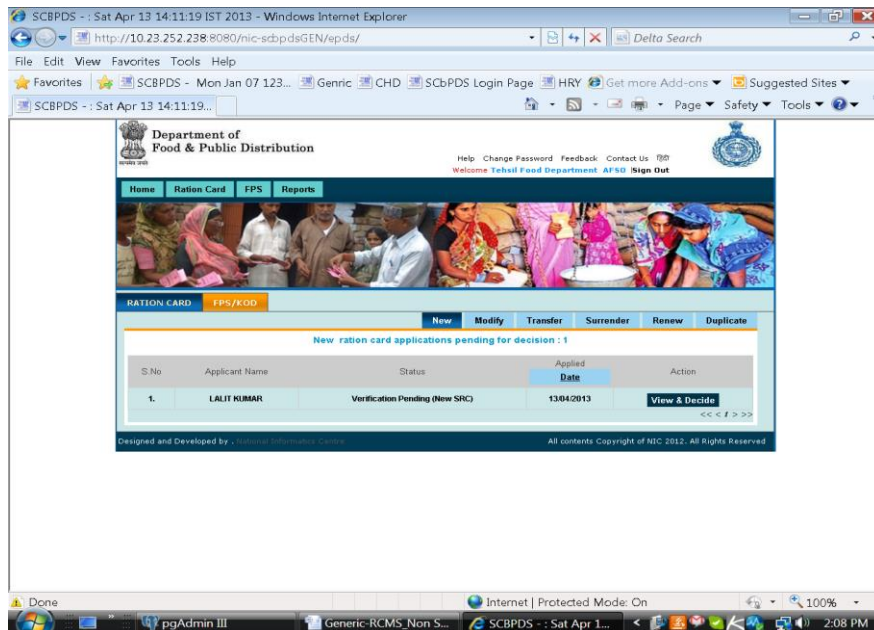 SCBPDS - : Sat Apr 13 14:11:19 IST 2013 - Windows Internet Explorer
http://10.23.252.238:8080/nic-scbpdsGEN/epds/
Delta Search
File Edit View Favorites Tools Help
Favorites SCBPDS - Mon Jan 07 123... Genric CHD SCbPDS Login Page HRY Get more Add-ons Suggested Sites
SCBPDS - : Sat Apr 13 14:11:19... Page Safety Tools
Department of
Food & Public Distribution
Help Change Password Feedback Contact Us हिंदी
Welcome Tehsil Food Department AFSO |Sign Out
Home Ration Card FPS Reports
RATION CARD FPS/KOD
New Modify Transfer Surrender Renew Duplicate
New ration card applications pending for decision : 1
S.No Applicant Name Status Applied Date Action
1. LALIT KUMAR Verification Pending (New SRC) 13/04/2013 View & Decide
<< < 1 > >>
Designed and Developed by . National Informatics Centre All contents Copyright of NIC 2012. All Rights Reserved
Done Internet | Protected Mode: On 100%
pgAdmin III Generic-RCMS_Non S... SCBPDS - : Sat Apr 1... 2:08 PM